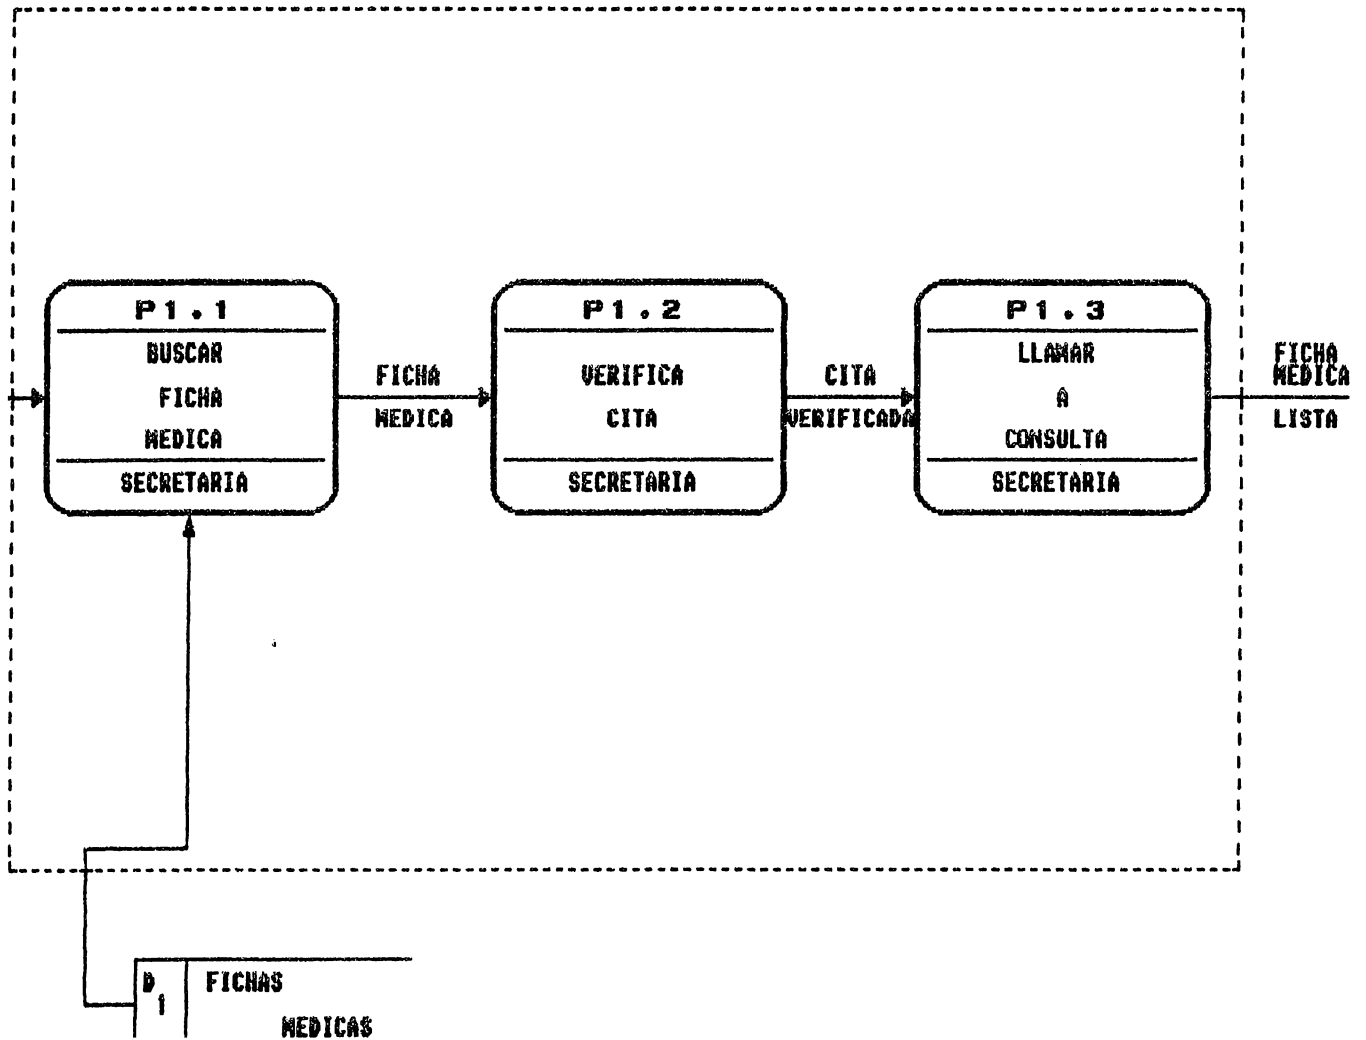 P1.1
BUSCAR
FICHA
MEDICA
SECRETARIA
FICHA
MEDICA
P1.2
VERIFICA
CITA
SECRETARIA
CITA
VERIFICADA
P1.3
LLAMAR
A
CONSULTA
SECRETARIA
FICHA
MEDICA
LISTA
D
1
FICHAS
MEDICAS